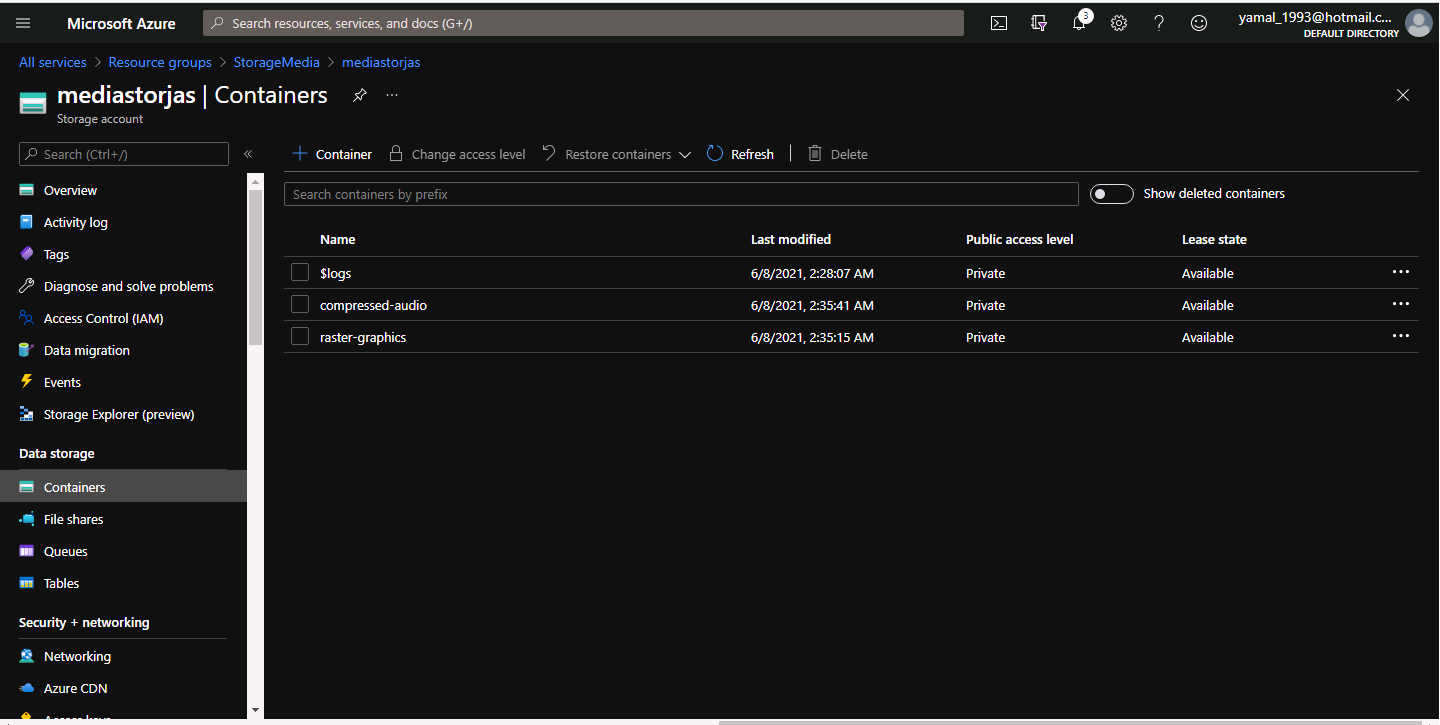 Microsoft Azure
Search resources, services, and docs (G+/)
3
yamal_1993@hotmail.c...
DEFAULT DIRECTORY
All services > Resource groups > StorageMedia > mediastorjas
mediastorjas | Containers
Storage account
Search (Ctrl+/)
Overview
Activity log
Tags
Diagnose and solve problems
Access Control (IAM)
Data migration
Events
Storage Explorer (preview)
Data storage
Containers
File shares
Queues
Tables
Security + networking
Networking
Azure CDN
Access keys
Container Change access level Restore containers Refresh Delete
Search containers by prefix
Show deleted containers
Name Last modified Public access level Lease state
$logs 6/8/2021, 2:28:07 AM Private Available
compressed-audio 6/8/2021, 2:35:41 AM Private Available
raster-graphics 6/8/2021, 2:35:15 AM Private Available